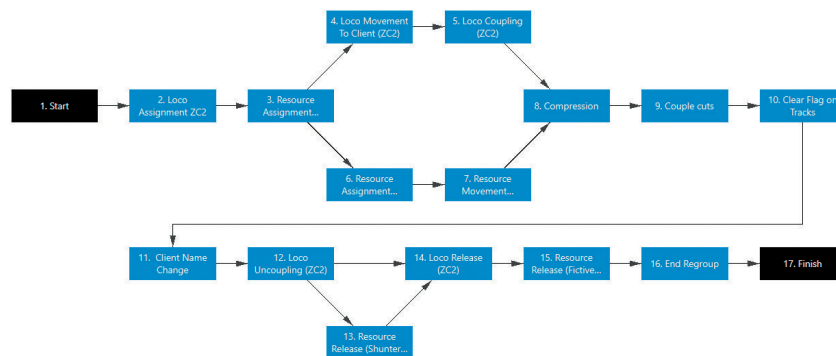 4. Loco Movement
To Client (ZC2)
5. Loco Coupling
(ZC2)
1. Start
2. Loco
Assignment ZC2
3. Resource
Assignment...
8. Compression
9. Couple cuts
10. Clear Flag on
Tracks
6. Resource
Assignment...
7. Resource
Movement...
11. Client Name
Change
12. Loco
Uncoupling (ZC2)
14. Loco Release
(ZC2)
15. Resource
Release (Fictive...
16. End Regroup
17. Finish
13. Resource
Release (Shunter...